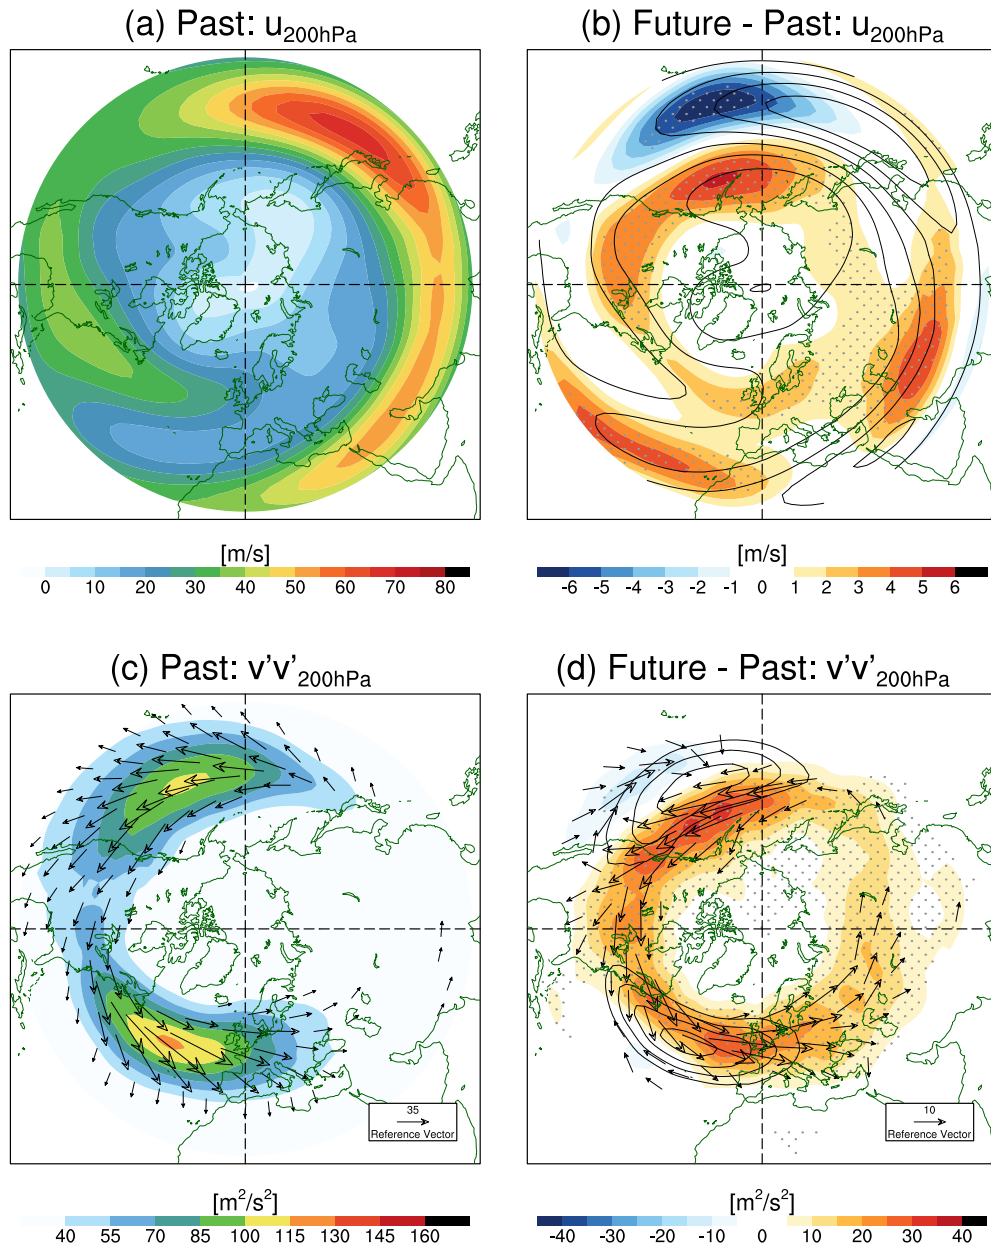 (a) Past: u200hPa
(b) Future - Past: u200hPa
[m/s]
0 10 20 30 40 50 60 70 80
[m/s]
-6 -5 -4 -3 -2 -1 0 1 2 3 4 5 6
(c) Past: v'v'200hPa
(d) Future - Past: v'v'200hPa
35
Reference Vector
10
Reference Vector
[m2/s2]
40 55 70 85 100 115 130 145 160
[m2/s2]
-40 -30 -20 -10 0 10 20 30 40